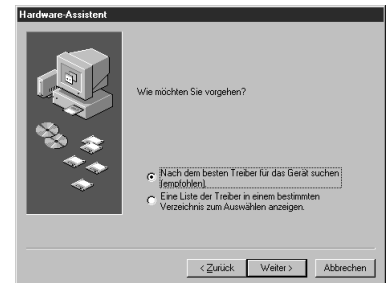 Hardware-Assistent
Wie möchten Sie vorgehen?
Nach dem besten Treiber für das Gerät suchen
(empfohlen).
Eine Liste der Treiber in einem bestimmten
Verzeichnis zum Auswählen anzeigen.
< Zurück Weiter > Abbrechen